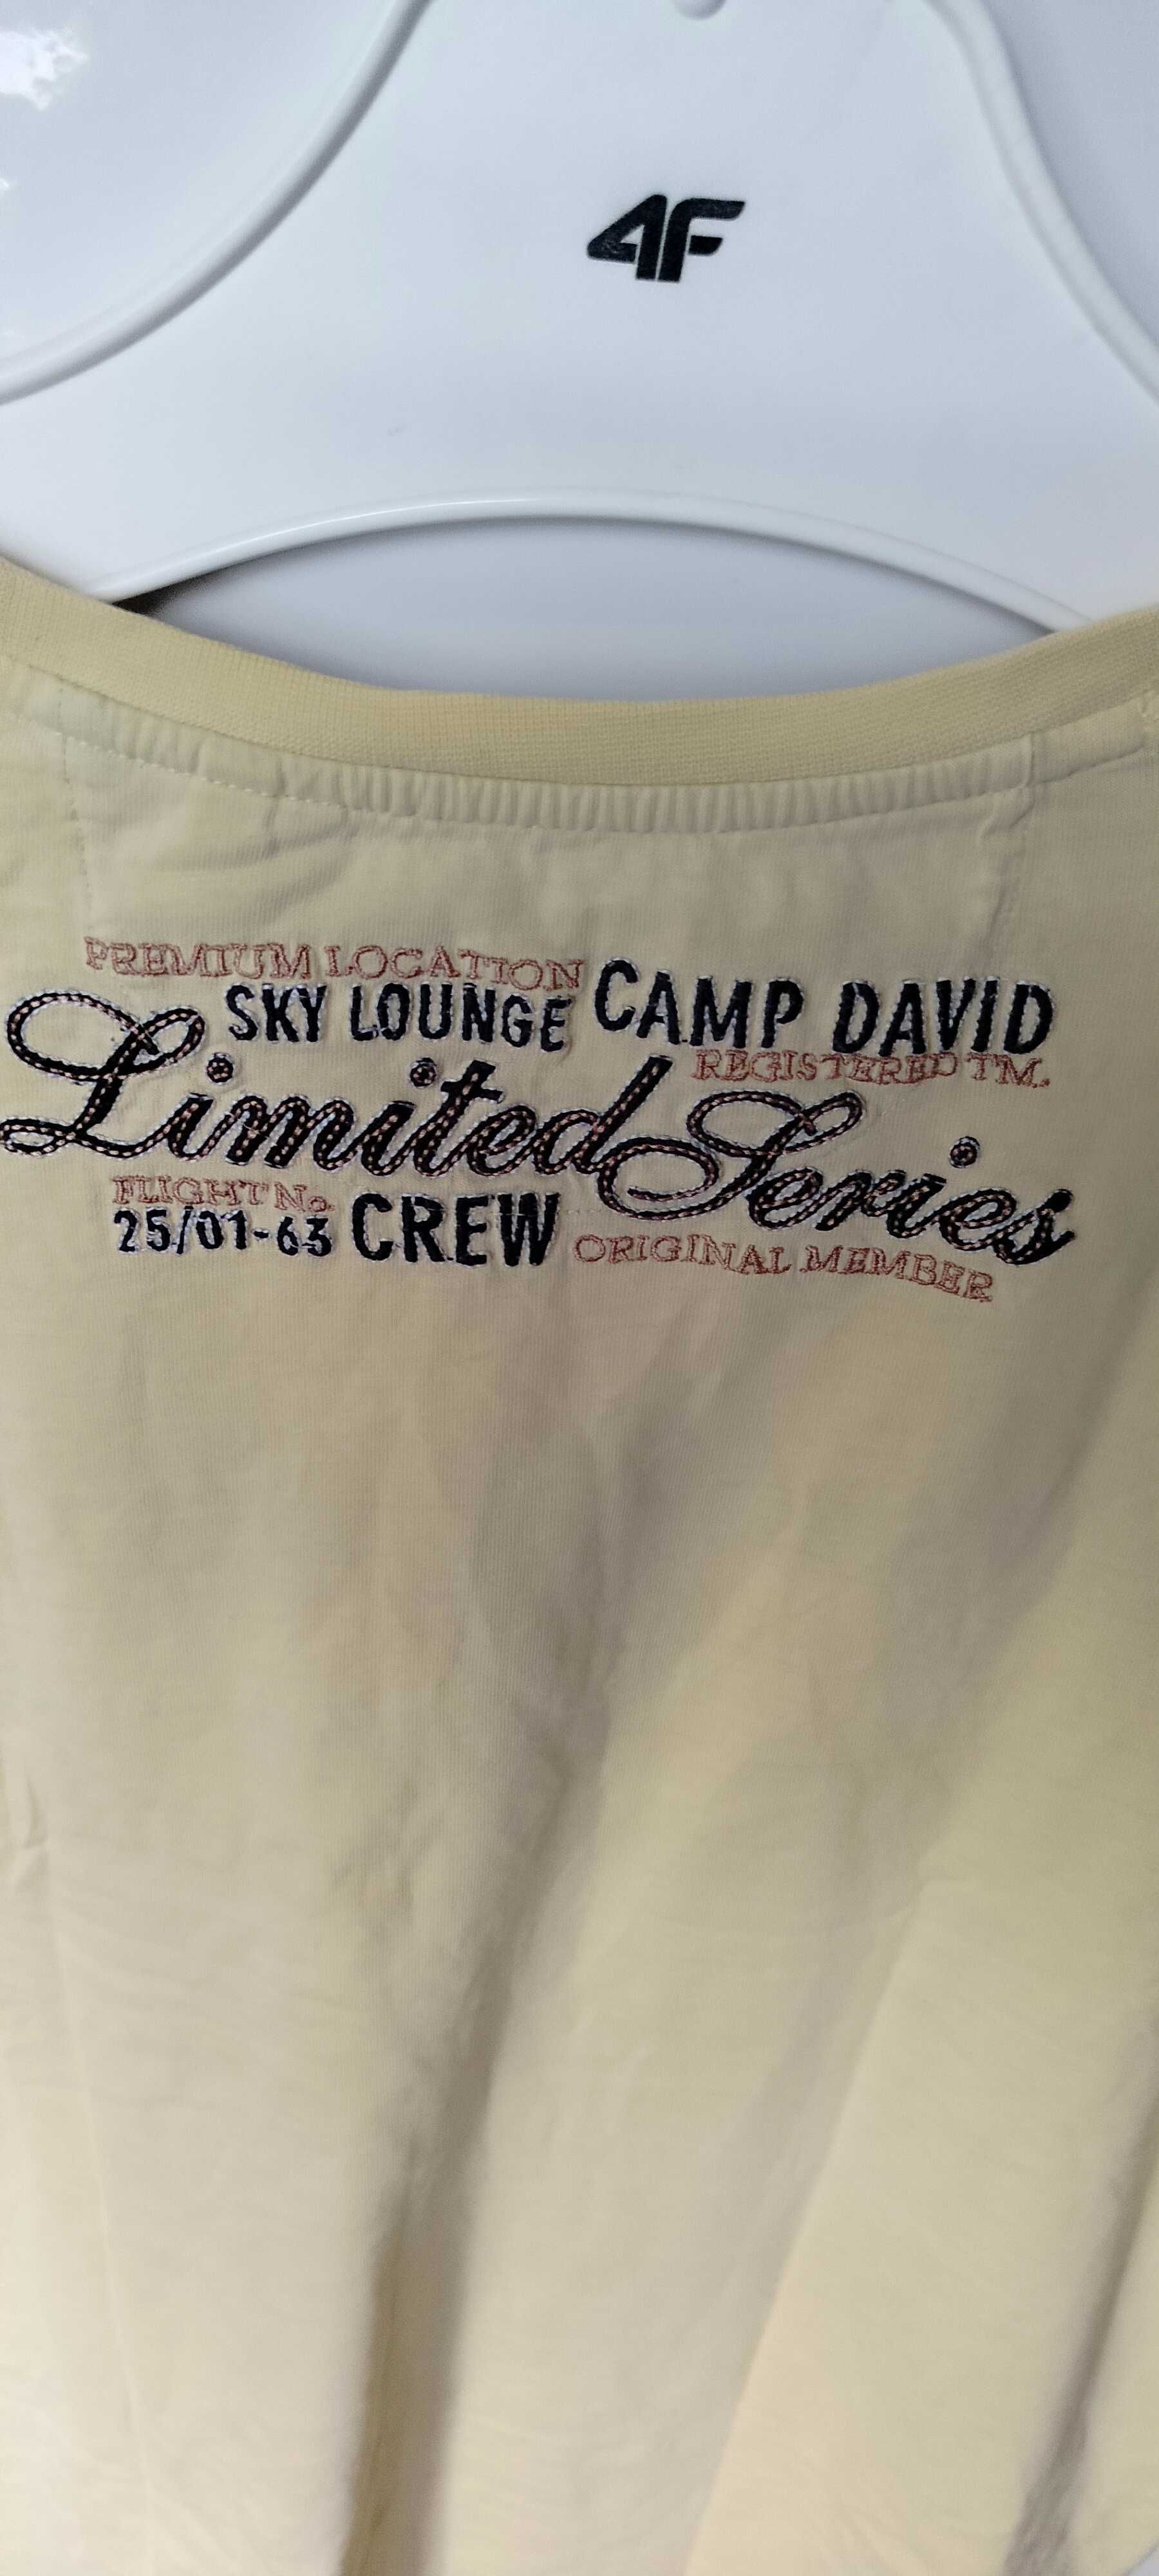 4F
PREMIUM LOCATION
SKY LOUNGE CAMP DAVID
REGISTERED TM.
Limited Series
FLIGHT No.
25/01-63 CREW
ORIGINAL MEMBER